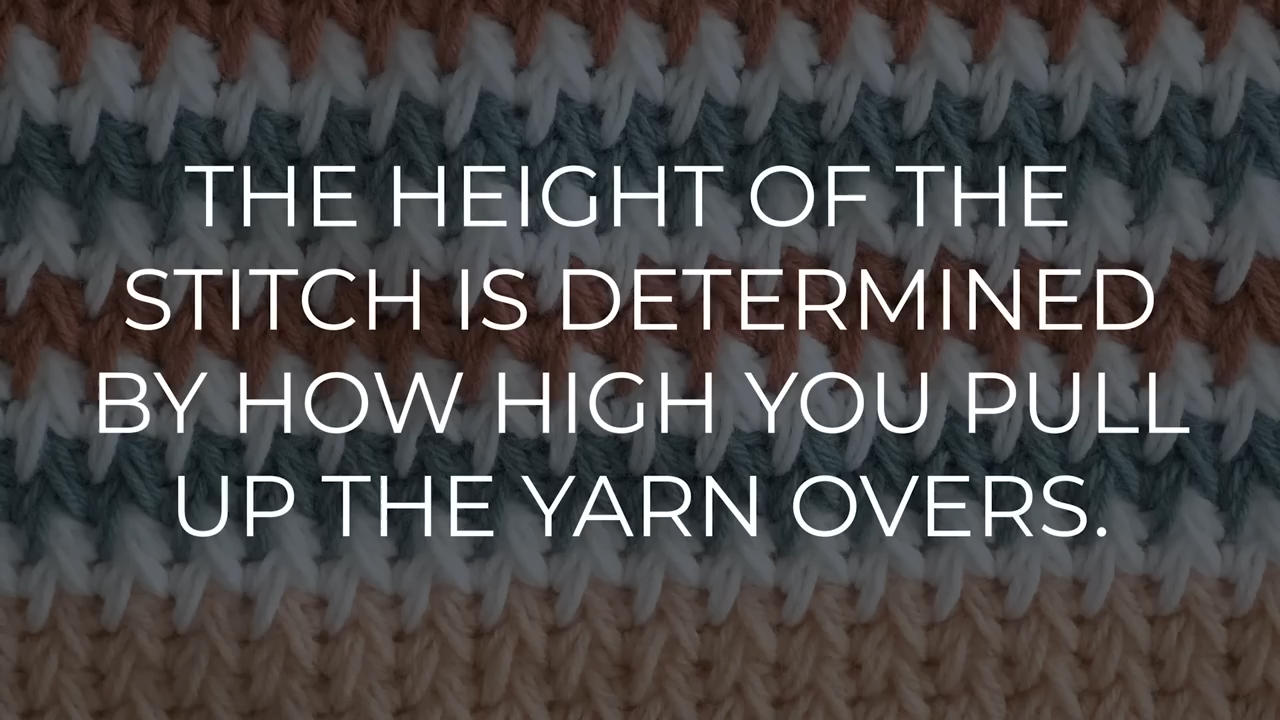 THE HEIGHT OF THE
STITCH IS DETERMINED
BY HOW HIGH YOU PULL
UP THE YARN OVERS.